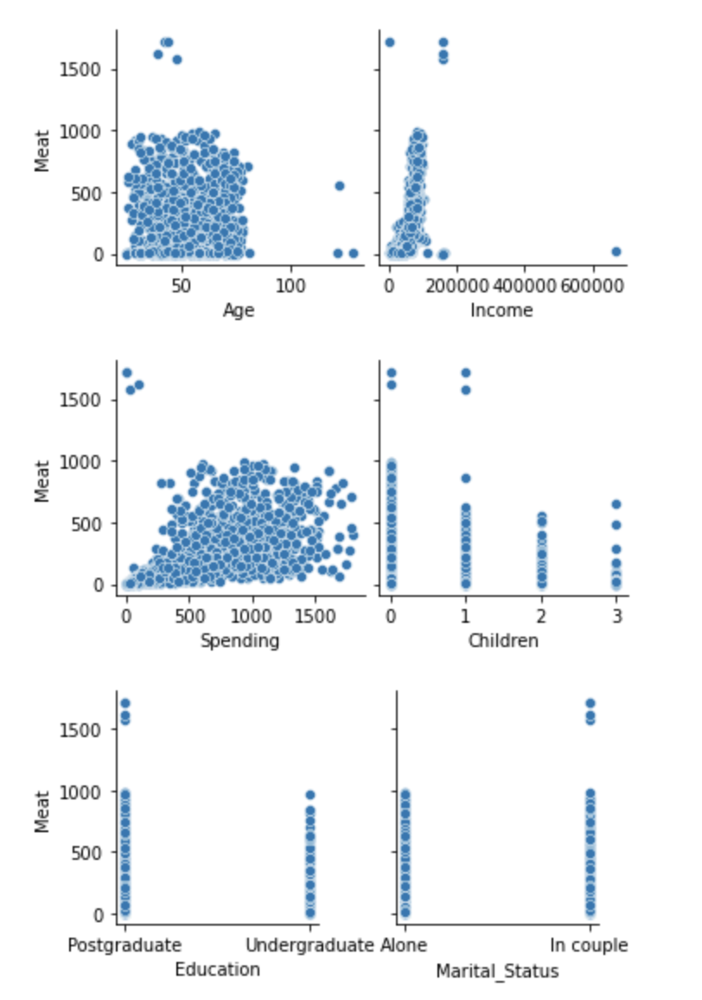 1500
1000
Meat
500
0
50 100
0 200000 400000 600000
Age Income
1500
1000
Meat
500
0
0 500 1000 1500 0 1 2 3
Spending Children
1500
1000
Meat
500
0
Postgraduate Undergraduate Alone In couple
Education Marital_Status